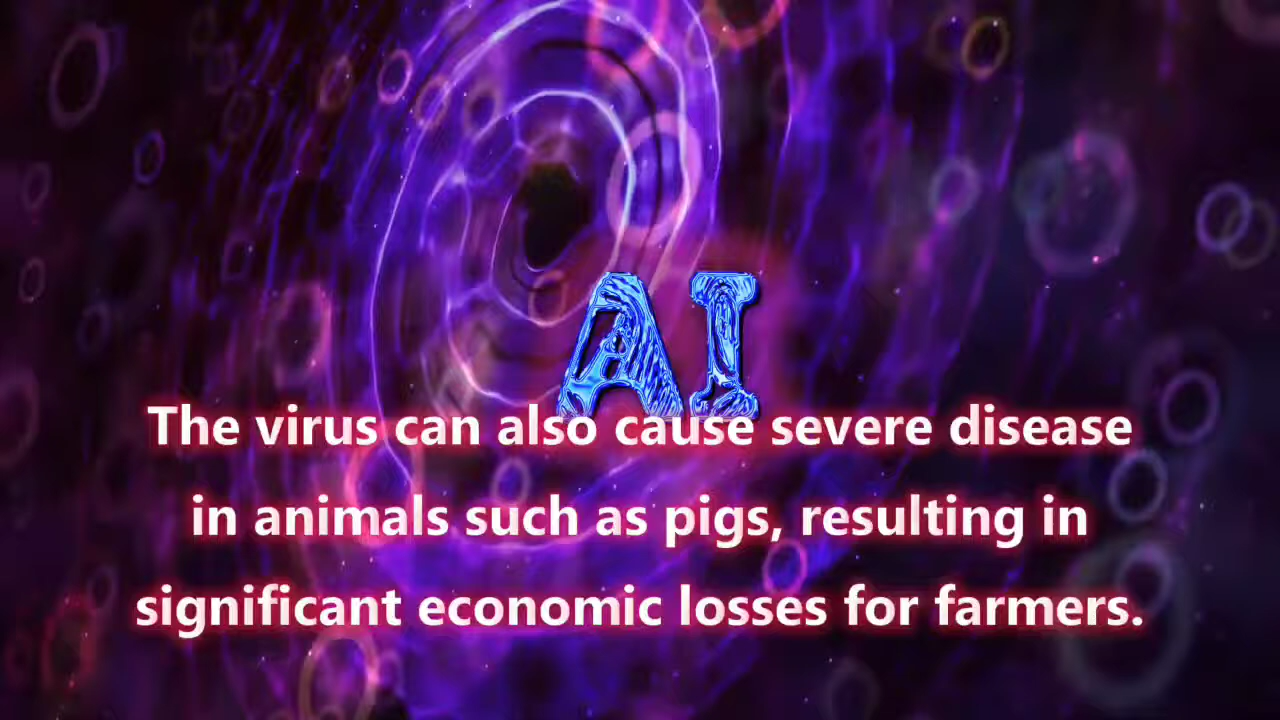 AI
The virus can also cause severe disease
in animals such as pigs, resulting in
significant economic losses for farmers.